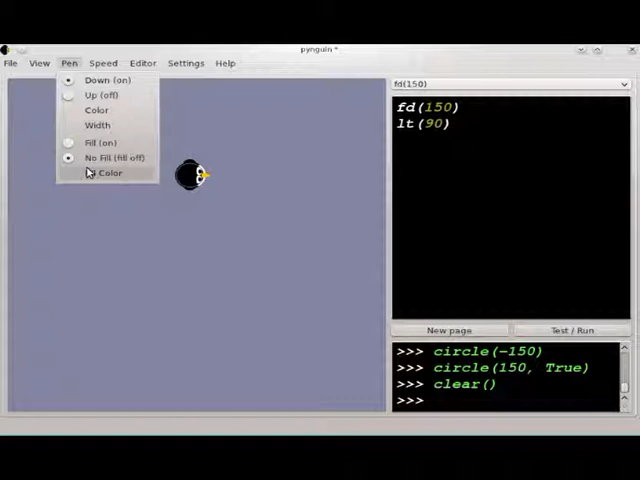 pynguin *
File View Pen Speed Editor Settings Help
Down (on)
Up (off)
Color
Width
Fill (on)
No Fill (fill off)
Color
fd(150)
fd(150)
lt(90)
New page Test / Run
>>> circle(-150)
>>> circle(150, True)
>>> clear()
>>>